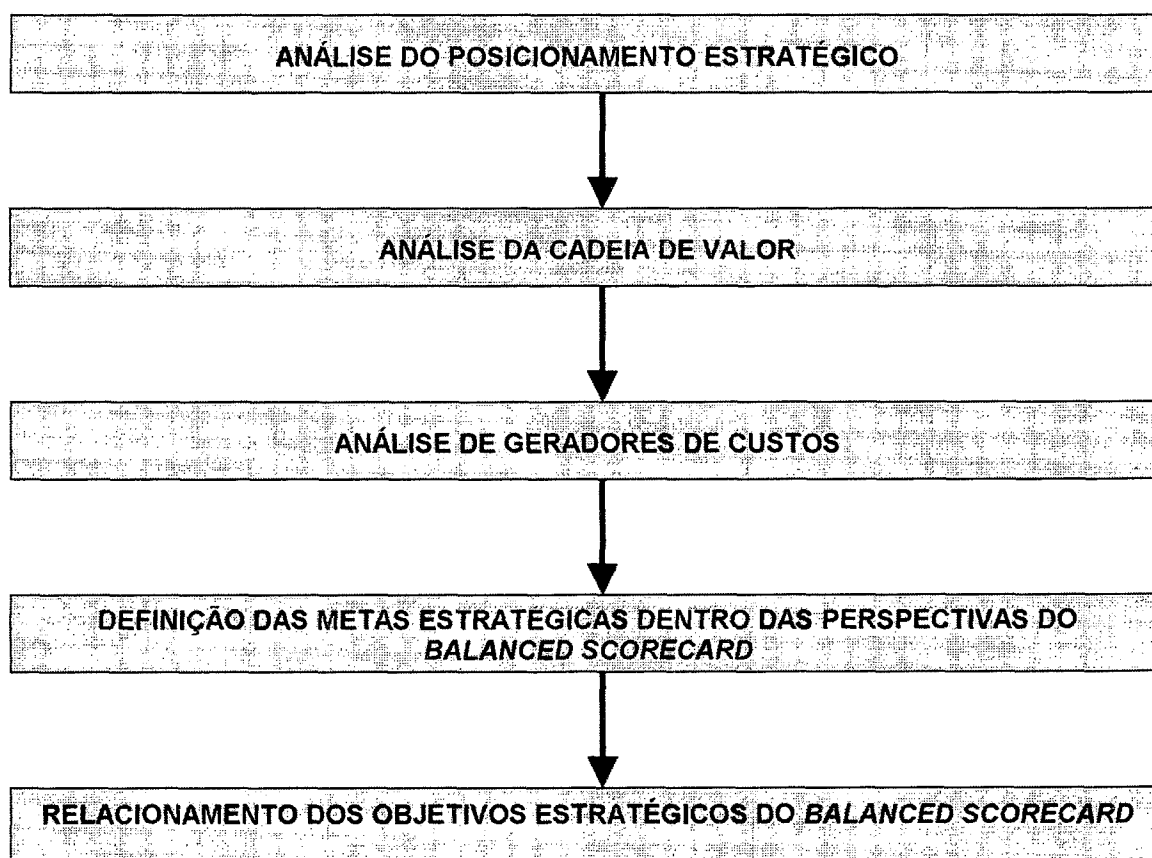 ANÁLISE DO POSICIONAMENTO ESTRATÉGICO
ANÁLISE DA CADEIA DE VALOR
ANÁLISE DE GERADORES DE CUSTOS
DEFINIÇÃO DAS METAS ESTRATÉGICAS DENTRO DAS PERSPECTIVAS DO
BALANCED SCORECARD
RELACIONAMENTO DOS OBJETIVOS ESTRATÉGICOS DO BALANCED SCORECARD